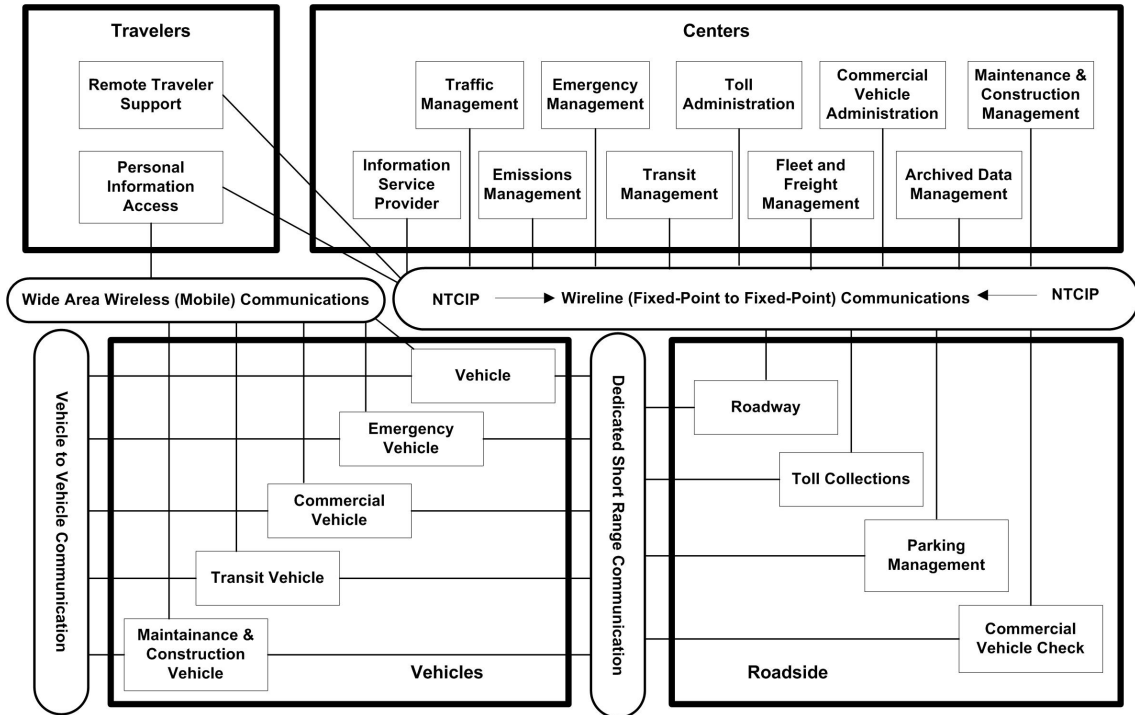 Travelers
Remote Traveler
Support
Personal
Information
Access
Centers
Traffic
Management
Emergency
Management
Toll
Administration
Commercial
Vehicle
Administration
Maintenance &
Construction
Management
Information
Service
Provider
Emissions
Management
Transit
Management
Fleet and
Freight
Management
Archived Data
Management
Wide Area Wireless (Mobile) Communications
NTCIP
Wireline (Fixed-Point to Fixed-Point) Communications
NTCIP
Vehicle to Vehicle Communication
Vehicle
Emergency
Vehicle
Commercial
Vehicle
Transit Vehicle
Maintainance &
Construction
Vehicle
Vehicles
Dedicated Short Range Communication
Roadway
Toll Collections
Parking
Management
Commercial
Vehicle Check
Roadside